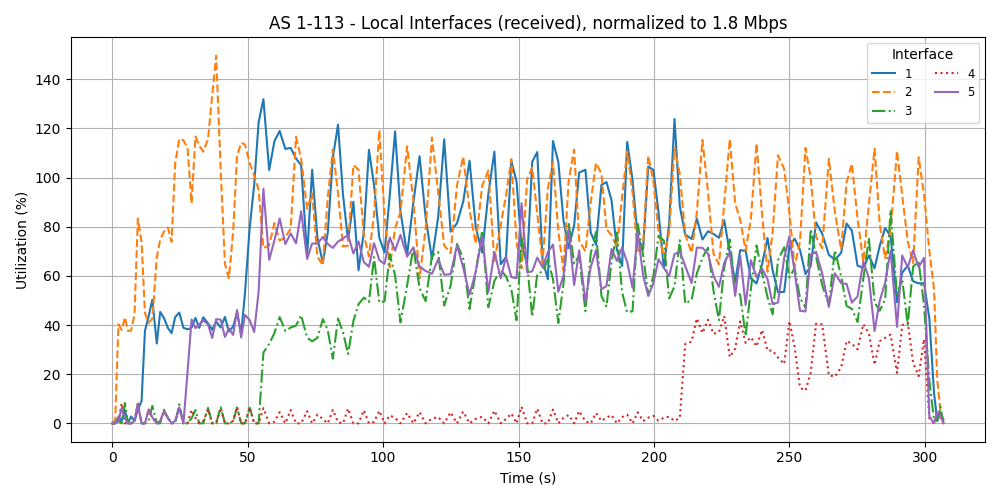 AS 1-113 - Local Interfaces (received), normalized to 1.8 Mbps
Interface
1
2
3
4
5
Utilization (%)
140
120
100
80
60
40
20
0
0 50 100 150 200 250 300
Time (s)